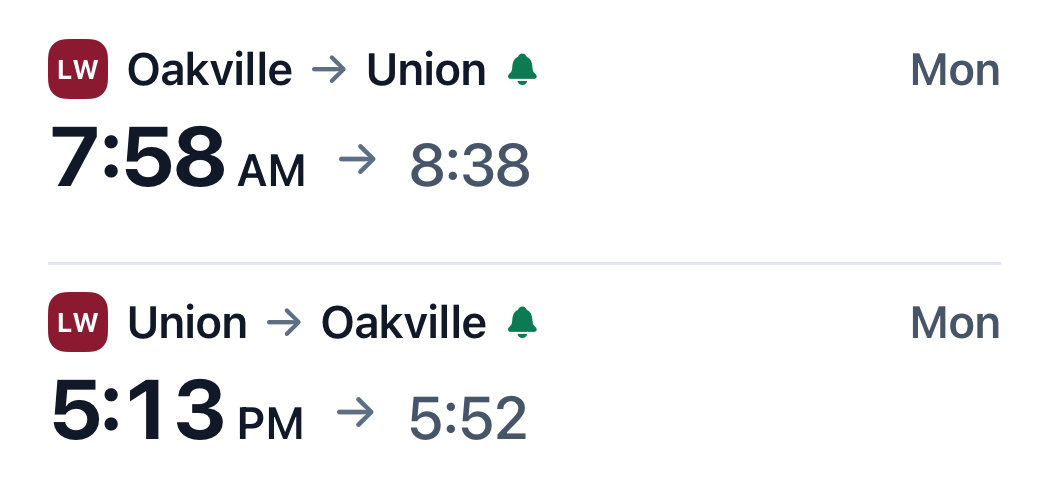 LW Oakville → Union Mon
7:58 AM → 8:38
LW Union → Oakville Mon
5:13 PM → 5:52